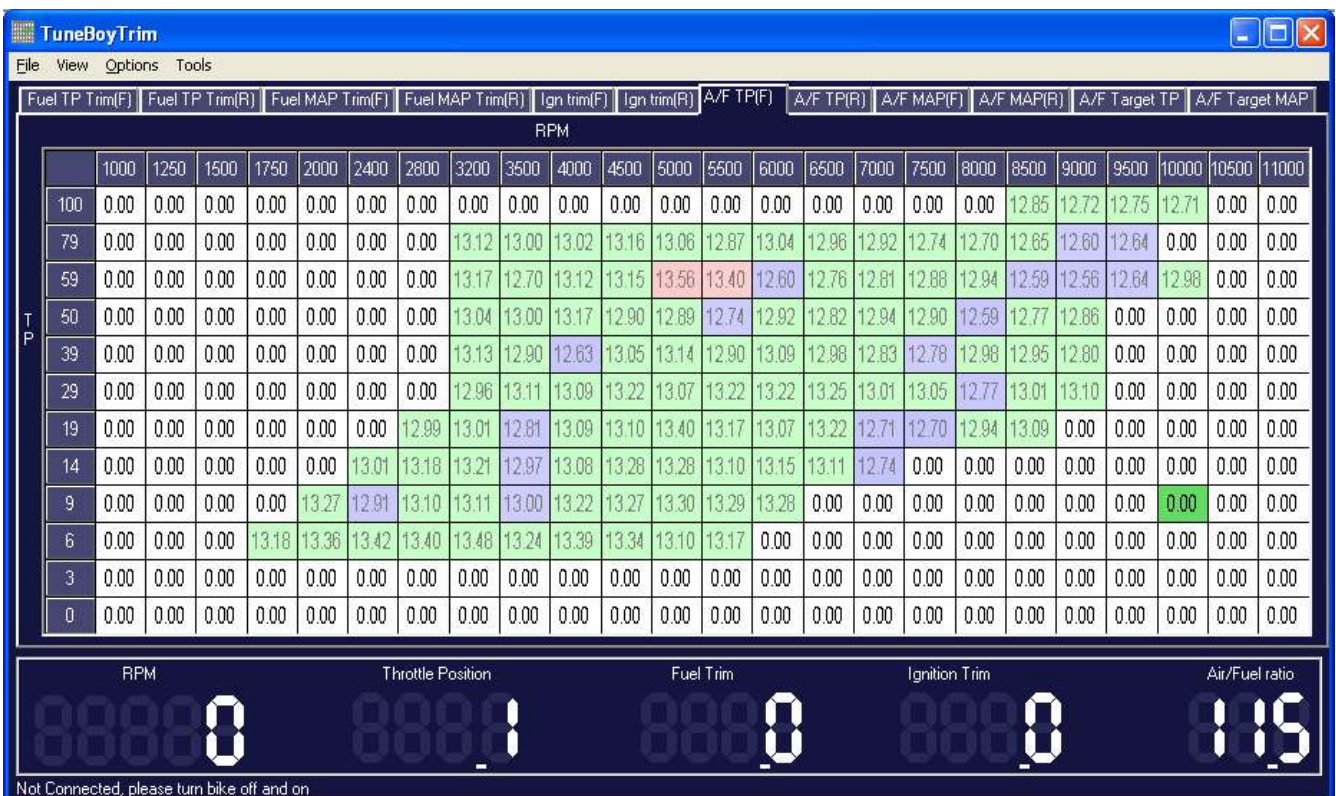 TuneBoyTrim
File View Options Tools
Fuel TP Trim(F) Fuel TP Trim(R) Fuel MAP Trim(F) Fuel MAP Trim(R) Ign trim(F) Ign trim(R) A/F TP(F) A/F TP(R) A/F MAP(F) A/F MAP(R) A/F Target TP A/F Target MAP
RPM
1000 1250 1500 1750 2000 2400 2800 3200 3500 4000 4500 5000 5500 6000 6500 7000 7500 8000 8500 9000 9500 10000 10500 11000
100 0.00 0.00 0.00 0.00 0.00 0.00 0.00 0.00 0.00 0.00 0.00 0.00 0.00 0.00 0.00 0.00 0.00 0.00 12.85 12.72 12.75 12.71 0.00 0.00
79 0.00 0.00 0.00 0.00 0.00 0.00 0.00 13.12 13.00 13.02 13.16 13.06 12.87 13.04 12.96 12.92 12.74 12.70 12.65 12.60 12.64 0.00 0.00 0.00
59 0.00 0.00 0.00 0.00 0.00 0.00 0.00 13.17 12.70 13.12 13.15 13.56 13.40 12.60 12.76 12.81 12.88 12.94 12.59 12.56 12.64 12.98 0.00 0.00
TP
50 0.00 0.00 0.00 0.00 0.00 0.00 0.00 13.04 13.00 13.17 12.90 12.89 12.74 12.92 12.82 12.94 12.90 12.59 12.77 12.86 0.00 0.00 0.00 0.00
39 0.00 0.00 0.00 0.00 0.00 0.00 0.00 13.13 12.90 12.63 13.05 13.14 12.90 13.09 12.98 12.83 12.78 12.98 12.95 12.80 0.00 0.00 0.00 0.00
29 0.00 0.00 0.00 0.00 0.00 0.00 0.00 12.96 13.11 13.09 13.22 13.07 13.22 13.22 13.25 13.01 13.05 12.77 13.01 13.10 0.00 0.00 0.00 0.00
19 0.00 0.00 0.00 0.00 0.00 0.00 12.99 13.01 12.81 13.09 13.10 13.40 13.17 13.07 13.22 12.71 12.70 12.94 13.09 0.00 0.00 0.00 0.00 0.00
14 0.00 0.00 0.00 0.00 0.00 13.01 13.18 13.21 12.97 13.08 13.28 13.28 13.10 13.15 13.11 12.74 0.00 0.00 0.00 0.00 0.00 0.00 0.00 0.00
9 0.00 0.00 0.00 0.00 13.27 12.91 13.10 13.11 13.00 13.22 13.27 13.30 13.29 13.28 0.00 0.00 0.00 0.00 0.00 0.00 0.00 0.00 0.00 0.00
6 0.00 0.00 0.00 13.18 13.36 13.42 13.40 13.48 13.24 13.39 13.34 13.10 13.17 0.00 0.00 0.00 0.00 0.00 0.00 0.00 0.00 0.00 0.00 0.00
3 0.00 0.00 0.00 0.00 0.00 0.00 0.00 0.00 0.00 0.00 0.00 0.00 0.00 0.00 0.00 0.00 0.00 0.00 0.00 0.00 0.00 0.00 0.00 0.00
0 0.00 0.00 0.00 0.00 0.00 0.00 0.00 0.00 0.00 0.00 0.00 0.00 0.00 0.00 0.00 0.00 0.00 0.00 0.00 0.00 0.00 0.00 0.00 0.00
RPM Throttle Position Fuel Trim Ignition Trim Air/Fuel ratio
0 .1 .0 .0 11.5
Not Connected, please turn bike off and on